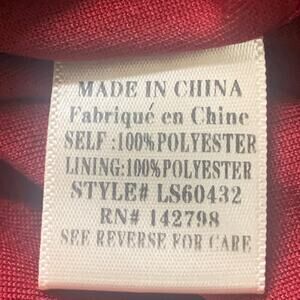 MADE IN CHINA
Fabriqué en Chine
SELF :100%POLYESTER
LINING:100%POLYESTER
STYLE# LS60432
RN# 142798
SEE REVERSE FOR CARE